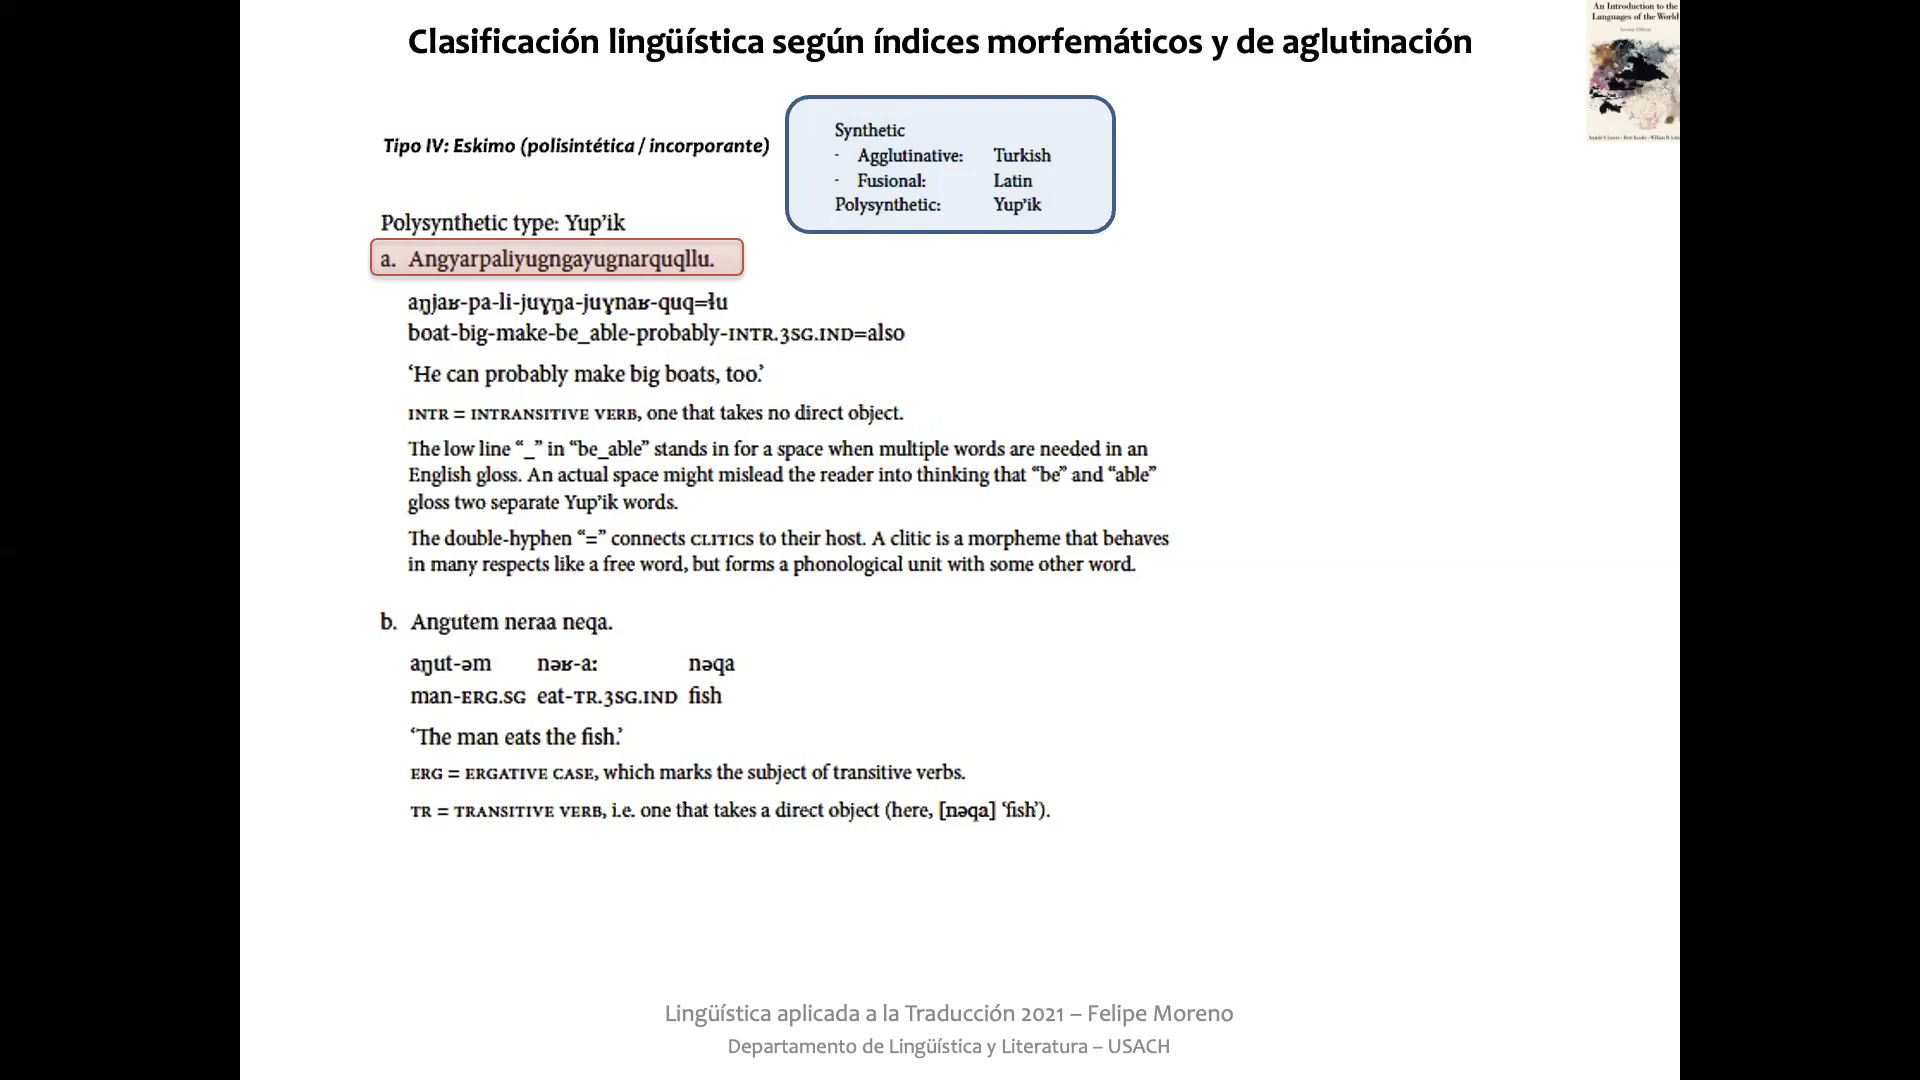 An Introduction to the
Languages of the World
Clasificación lingüística según índices morfemáticos y de aglutinación
Tipo IV: Eskimo (polisintética / incorporante)
Synthetic
- Agglutinative: Turkish
- Fusional: Latin
Polysynthetic: Yup’ik
Polysynthetic type: Yup’ik
a. Angyarpaliyugngayugnarquqllu.
aŋjaʁ-pa-li-juɣŋa-juɣnaʁ-quq=ɫu
boat-big-make-be_able-probably-INTR.3SG.IND=also
‘He can probably make big boats, too.’
INTR = INTRANSITIVE VERB, one that takes no direct object.
The low line “_” in “be_able” stands in for a space when multiple words are needed in an
English gloss. An actual space might mislead the reader into thinking that “be” and “able”
gloss two separate Yup’ik words.
The double-hyphen “=” connects CLITICS to their host. A clitic is a morpheme that behaves
in many respects like a free word, but forms a phonological unit with some other word.
b. Angutem neraa neqa.
aŋut-əm nəʁ-a: nəqa
man-ERG.SG eat-TR.3SG.IND fish
‘The man eats the fish.’
ERG = ERGATIVE CASE, which marks the subject of transitive verbs.
TR = TRANSITIVE VERB, i.e. one that takes a direct object (here, [nəqa] ‘fish’).
Lingüística aplicada a la Traducción 2021 – Felipe Moreno
Departamento de Lingüística y Literatura – USACH